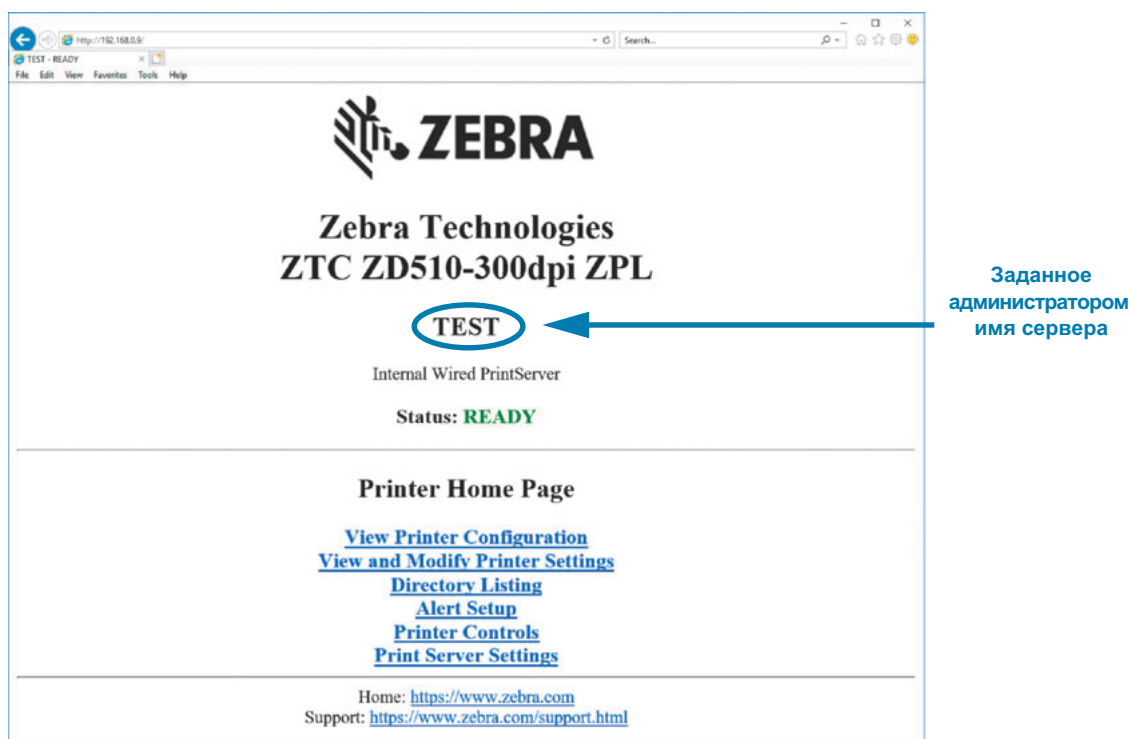 http://192.168.0.9/
Search...
TEST - READY
File Edit View Favorites Tools Help
ZEBRA
Zebra Technologies
ZTC ZD510-300dpi ZPL
TEST
Заданное
администратором
имя сервера
Internal Wired PrintServer
Status: READY
Printer Home Page
View Printer Configuration
View and Modify Printer Settings
Directory Listing
Alert Setup
Printer Controls
Print Server Settings
Home: https://www.zebra.com
Support: https://www.zebra.com/support.html